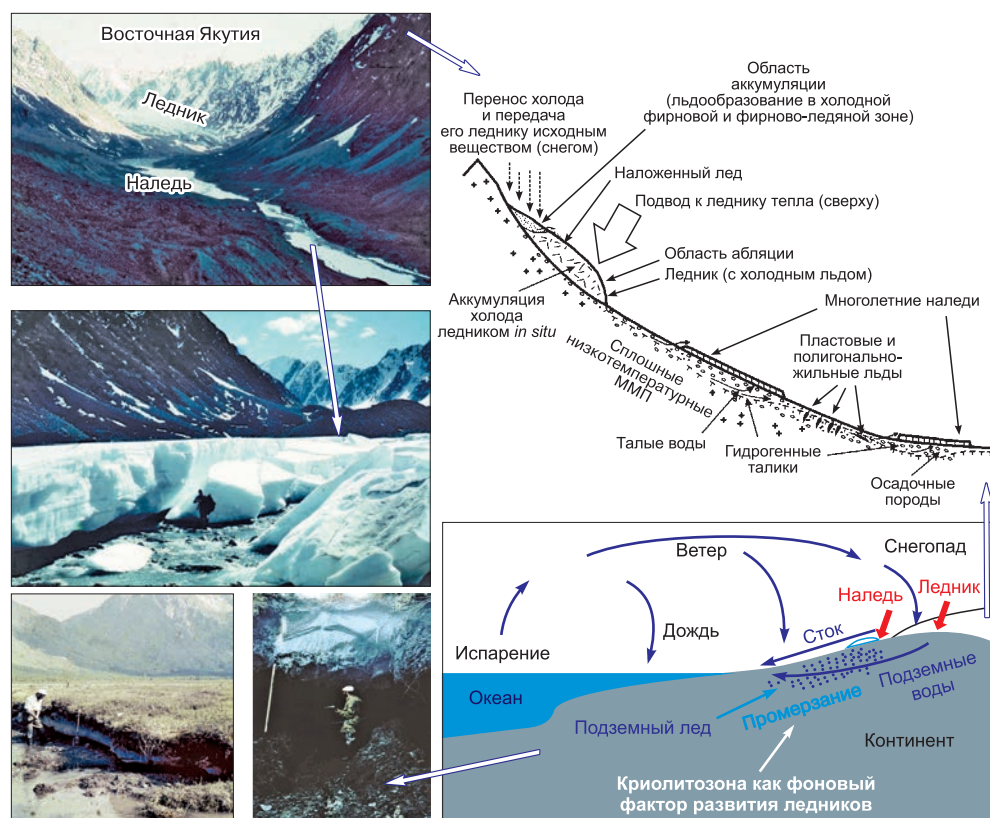 Восточная Якутия
Ледник
Наледь
Область
аккумуляции
(льдообразование в холодной
фирновой и фирново-ледяной зоне)
Перенос холода
и передача
его леднику исходным
веществом (снегом)
Наложенный лед
Подвод к леднику тепла (сверху)
Область абляции
Ледник (с холодным льдом)
Аккумуляция
холода
ледником in situ
Многолетние наледи
Пластовые и
полигонально-
жильные льды
Сплошные
низкотемпературные
ММП
Талые воды
Гидрогенные
талики
Осадочные
породы
Ветер
Снегопад
Наледь
Ледник
Сток
Дождь
Испарение
Океан
Подземные
воды
Подземный лед
Промерзание
Континент
Криолитозона как фоновый
фактор развития ледников